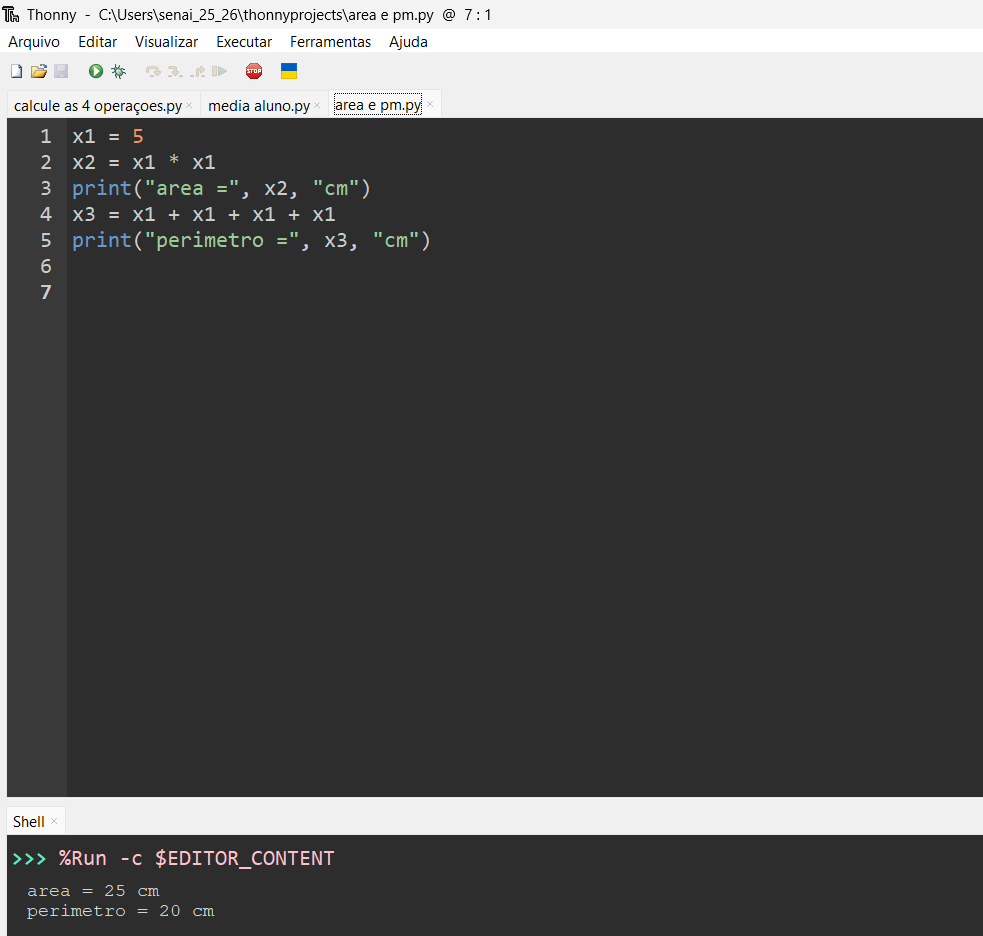 Thonny - C:\Users\senai_25_26\thonnyprojects\area e pm.py @ 7 : 1
Arquivo Editar Visualizar Executar Ferramentas Ajuda
STOP
calcule as 4 operaçoes.py × media aluno.py × area e pm.py ×
1 x1 = 5
2 x2 = x1 * x1
3 print("area =", x2, "cm")
4 x3 = x1 + x1 + x1 + x1
5 print("perimetro =", x3, "cm")
6
7
Shell ×
>>> %Run -c $EDITOR_CONTENT
area = 25 cm
perimetro = 20 cm